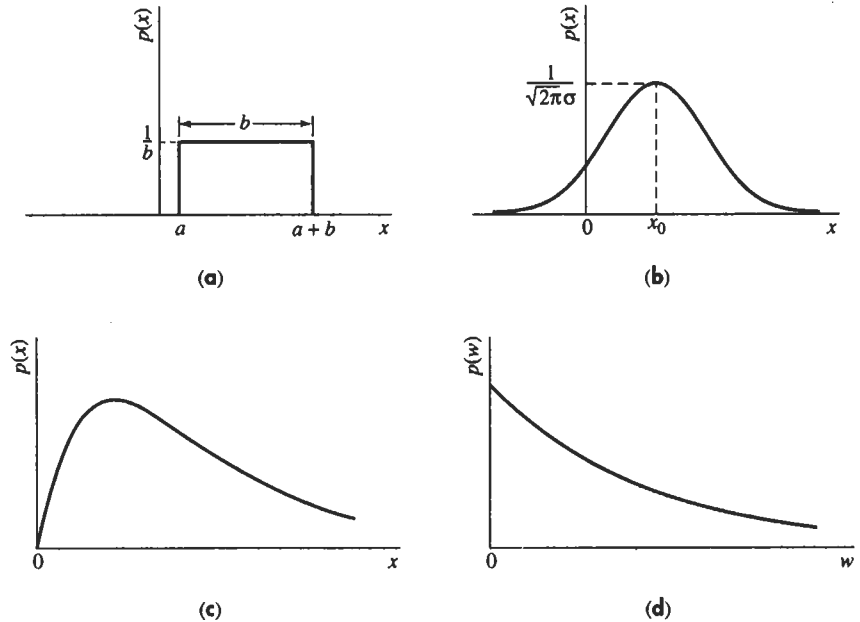 p(x)
1/b
b
a
a + b
x
(a)
p(x)
1/√2πσ
0
x₀
x
(b)
p(x)
0
x
(c)
p(w)
0
w
(d)